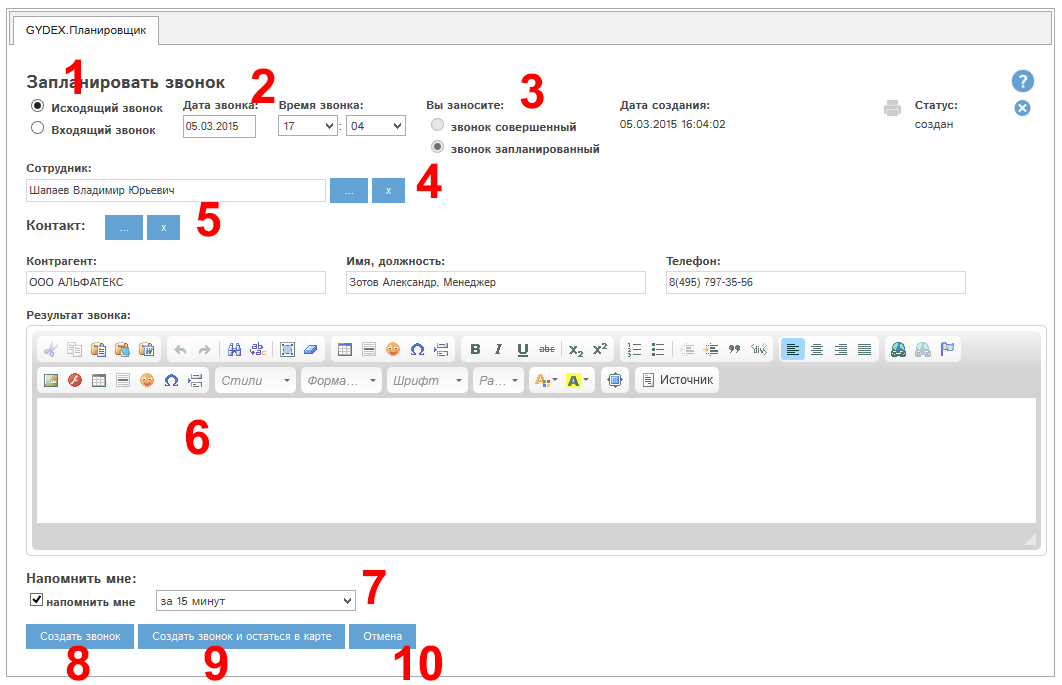 GYDEX.Планировщик
1 2 3
Запланировать звонок ?
Исходящий звонок Дата звонка: Время звонка: Вы заносите: Дата создания: Статус:
Входящий звонок 05.03.2015 17 : 04 звонок совершенный 05.03.2015 16:04:02 создан
звонок запланированный
Сотрудник: 4
Шапаев Владимир Юрьевич ... x
5
Контакт: ... x
Контрагент: Имя, должность: Телефон:
ООО АЛЬФАТЕКС Зотов Александр, Менеджер 8(495) 797-35-56
Результат звонка:
B I U abc x2 x2
Стили Форма... Шрифт Ра... A A Источник
6
Напомнить мне: 7
напомнить мне за 15 минут
Создать звонок Создать звонок и остаться в карте Отмена
8 9 10